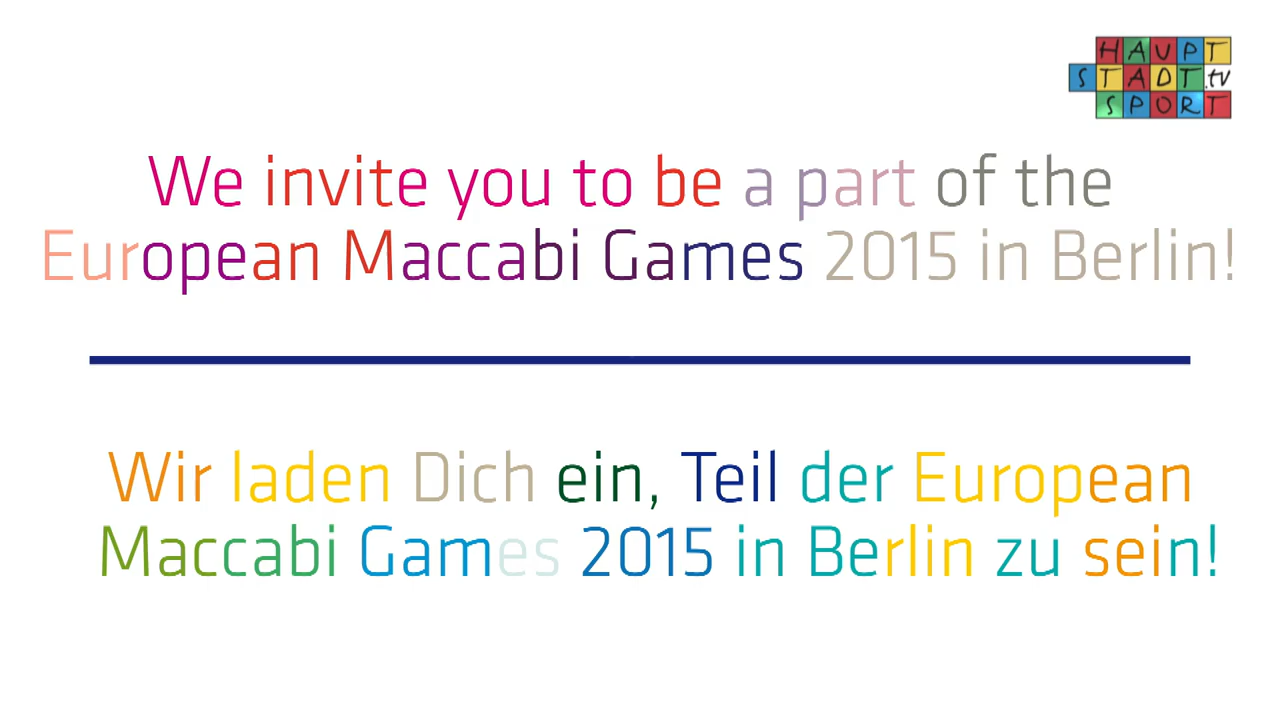 HAUPT
STADT.tv
SPORT
We invite you to be a part of the
European Maccabi Games 2015 in Berlin!
Wir laden Dich ein, Teil der European
Maccabi Games 2015 in Berlin zu sein!